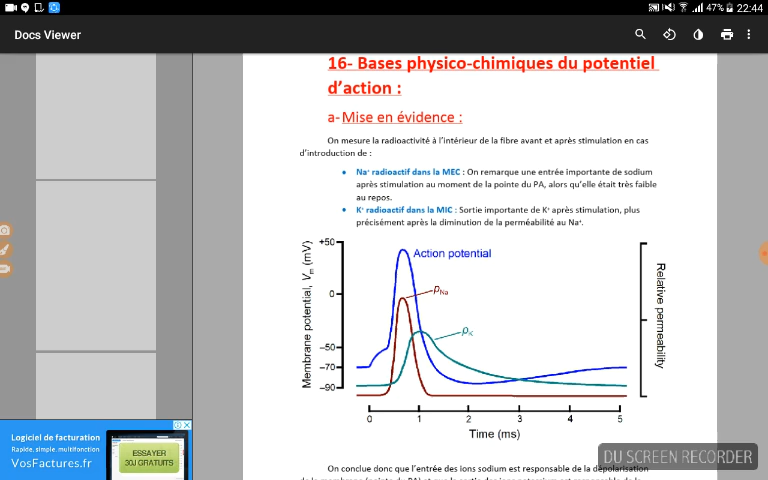 47% 22:44
Docs Viewer
16- Bases physico-chimiques du potentiel
d’action :
a- Mise en évidence :
On mesure la radioactivité à l’intérieur de la fibre avant et après stimulation en cas
d’introduction de :
• Na⁺ radioactif dans la MEC : On remarque une entrée importante de sodium
après stimulation au moment de la pointe du PA, alors qu’elle était très faible
au repos.
• K⁺ radioactif dans la MIC : Sortie importante de K⁺ après stimulation, plus
précisément après la diminution de la perméabilité au Na⁺.
Membrane potential, Vm (mV)
+50
0
−50
−70
−90
Action potential
pNa
pK
Relative permeability
0 1 2 3 4 5
Time (ms)
Logiciel de facturation
Rapide, simple, multifonction
VosFactures.fr
ESSAYER
30J GRATUITS
DU SCREEN RECORDER
On conclue donc que l’entrée des ions sodium est responsable de la dépolarisation